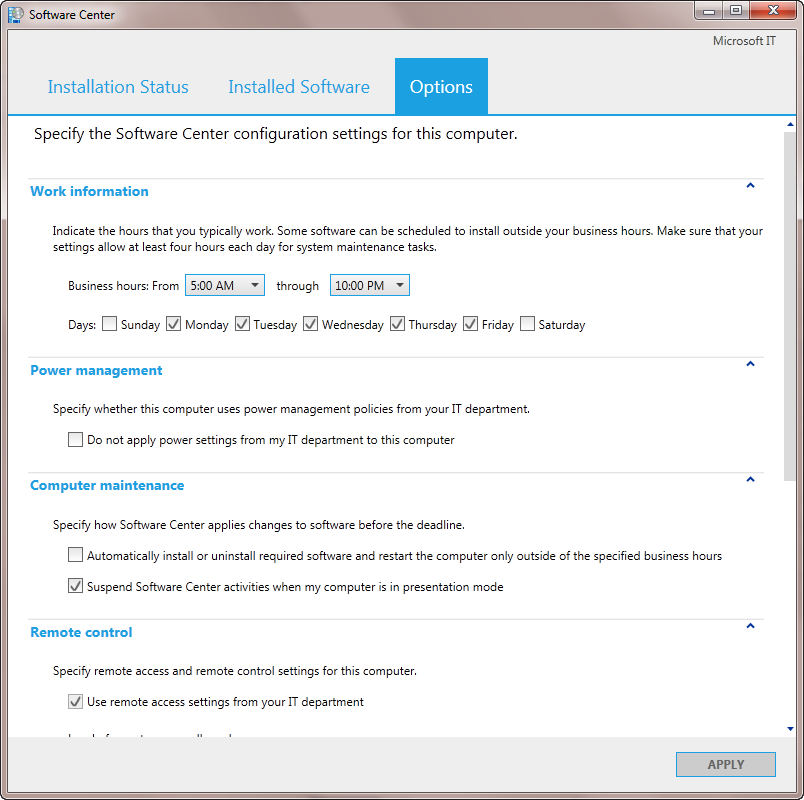 Software Center
Microsoft IT
Installation Status Installed Software Options
Specify the Software Center configuration settings for this computer.
Work information
Indicate the hours that you typically work. Some software can be scheduled to install outside your business hours. Make sure that your
settings allow at least four hours each day for system maintenance tasks.
Business hours: From 5:00 AM through 10:00 PM
Days: Sunday Monday Tuesday Wednesday Thursday Friday Saturday
Power management
Specify whether this computer uses power management policies from your IT department.
Do not apply power settings from my IT department to this computer
Computer maintenance
Specify how Software Center applies changes to software before the deadline.
Automatically install or uninstall required software and restart the computer only outside of the specified business hours
Suspend Software Center activities when my computer is in presentation mode
Remote control
Specify remote access and remote control settings for this computer.
Use remote access settings from your IT department
APPLY